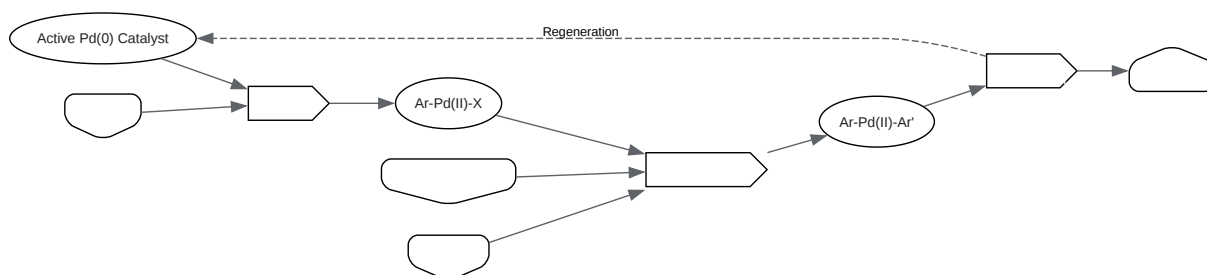 Regeneration
Active Pd(0) Catalyst
Ar-Pd(II)-X
Ar-Pd(II)-Ar'